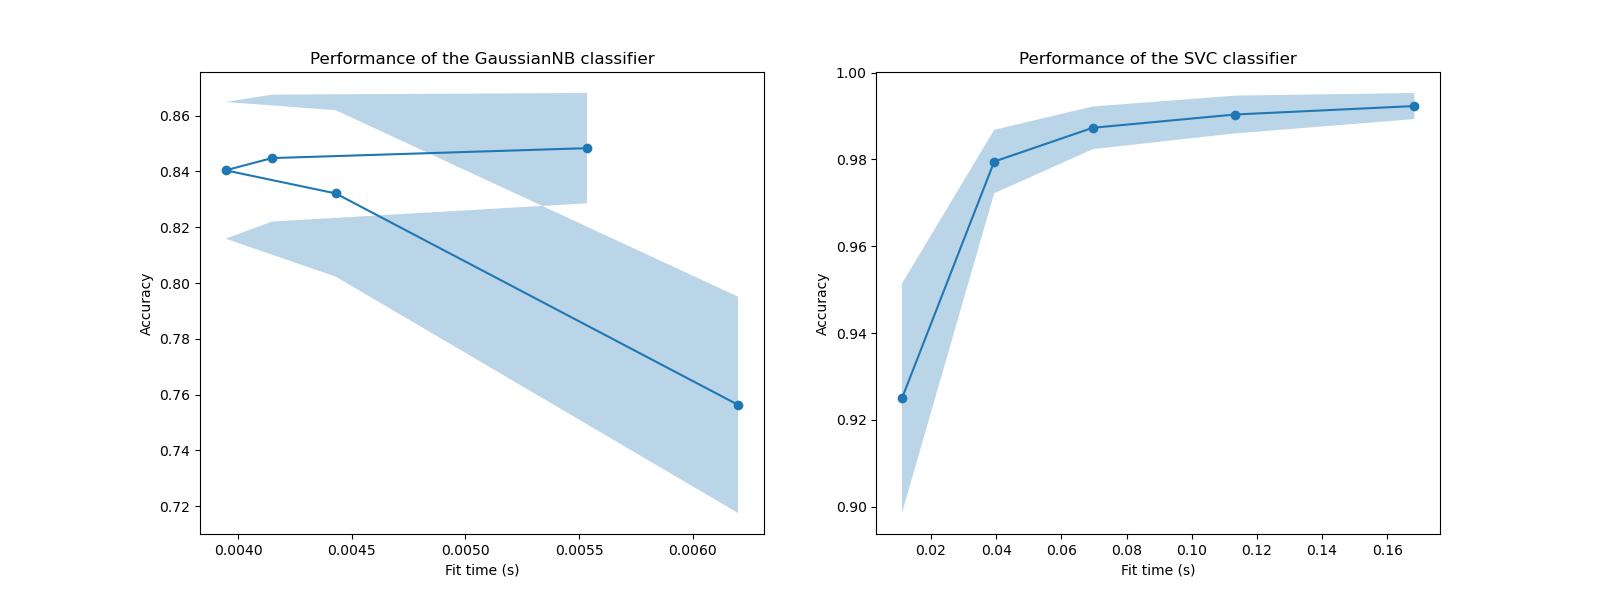 Performance of the GaussianNB classifier
0.86
0.84
0.82
0.80
0.78
0.76
0.74
0.72
Accuracy
0.0040 0.0045 0.0050 0.0055 0.0060
Fit time (s)
Performance of the SVC classifier
1.00
0.98
0.96
0.94
0.92
0.90
Accuracy
0.02 0.04 0.06 0.08 0.10 0.12 0.14 0.16
Fit time (s)